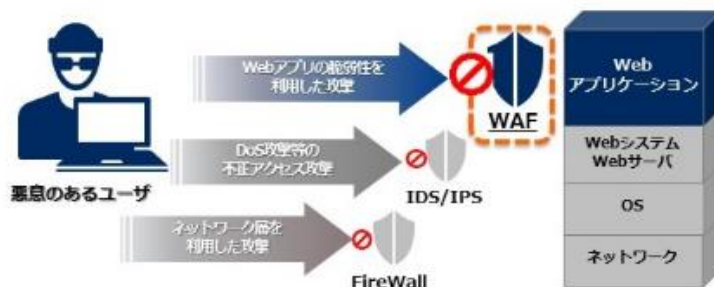 Webアプリの脆弱性を
利用した攻撃
WAF
Web
アプリケーション
DoS攻撃等の
不正アクセス攻撃
IDS/IPS
Webシステム
Webサーバ
悪息のあるユーザ
OS
ネットワーク層を
利用した攻撃
FireWall
ネットワーク